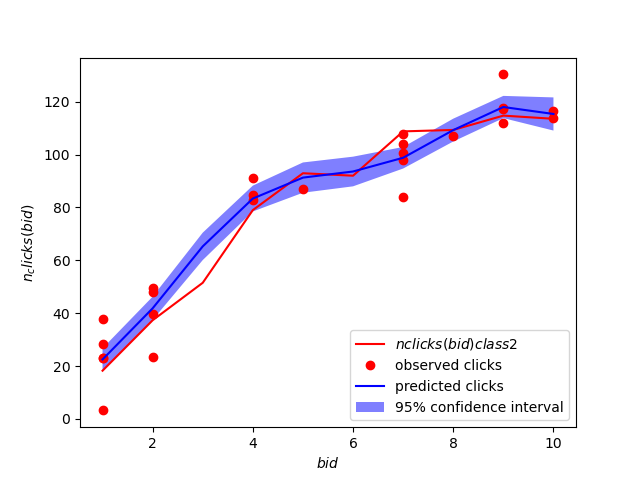 120
100
80
60
40
20
0
n_clicks(bid)
2
4
6
8
10
bid
nclicks(bid)class2
observed clicks
predicted clicks
95% confidence interval